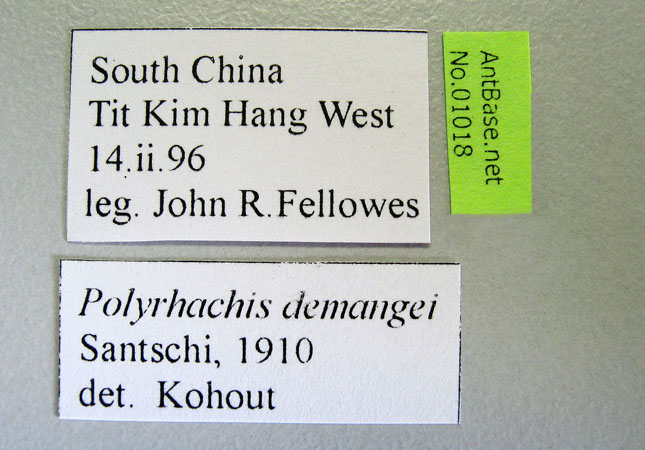 South China
Tit Kim Hang West
14.ii.96
leg. John R.Fellowes
AntBase.net
No.01018
Polyrhachis demangei
Santschi, 1910
det. Kohout